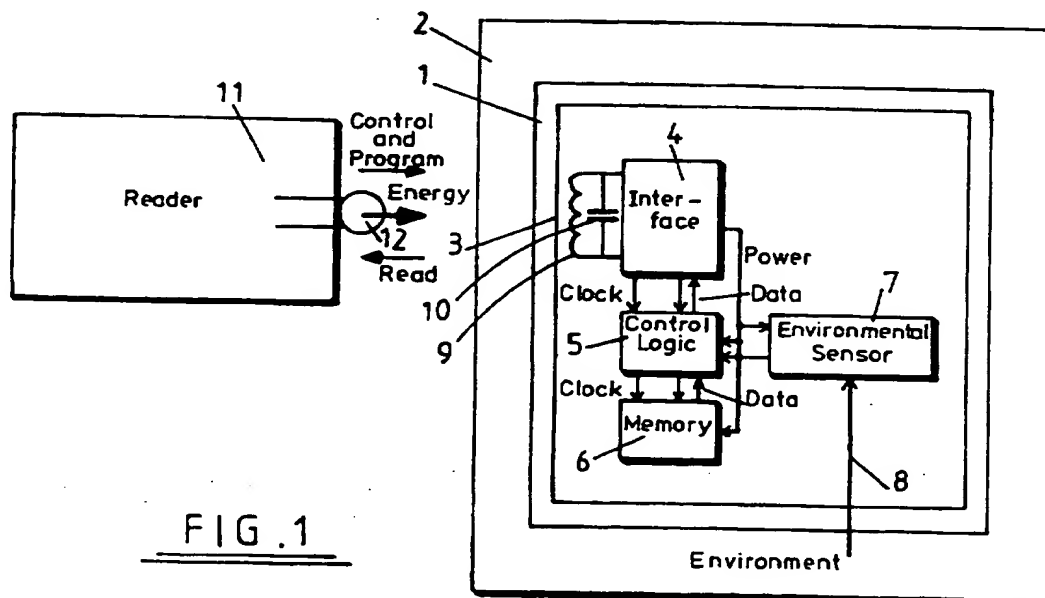 2
1
11
Control
and
Program
Energy
Reader
12
Read
3
10
9
4
Inter-
face
Power
Clock
Data
7
5
Control
Logic
Environmental
Sensor
Clock
Data
Memory
6
8
FIG.1
Environment